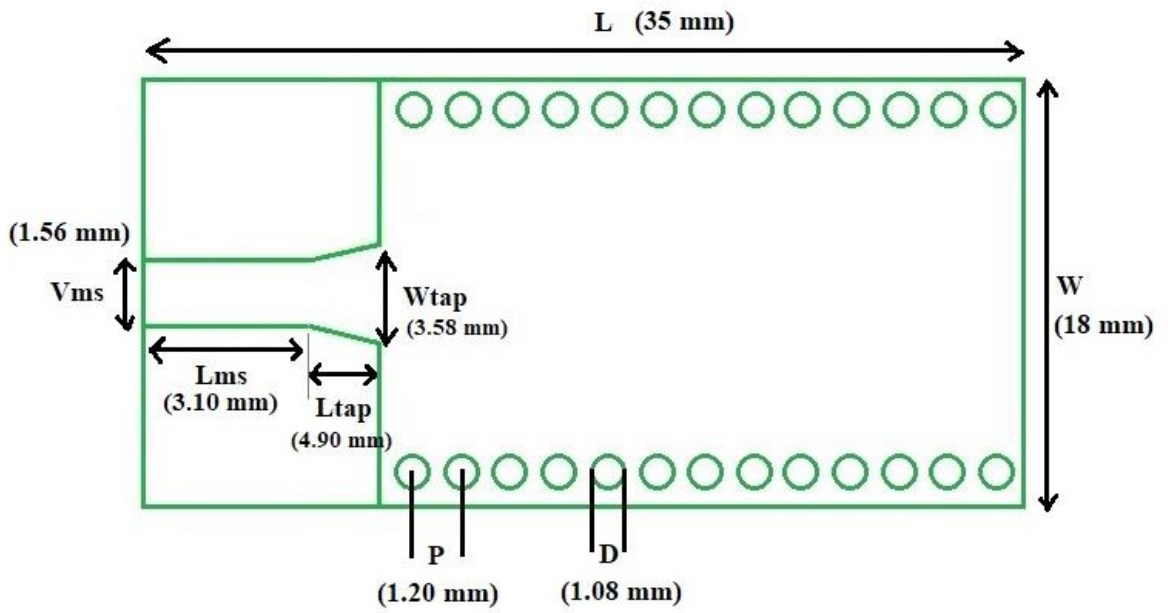 L (35 mm)
(1.56 mm)
Vms
Wtap
(3.58 mm)
W
(18 mm)
Lms
(3.10 mm)
Ltap
(4.90 mm)
P
(1.20 mm)
D
(1.08 mm)